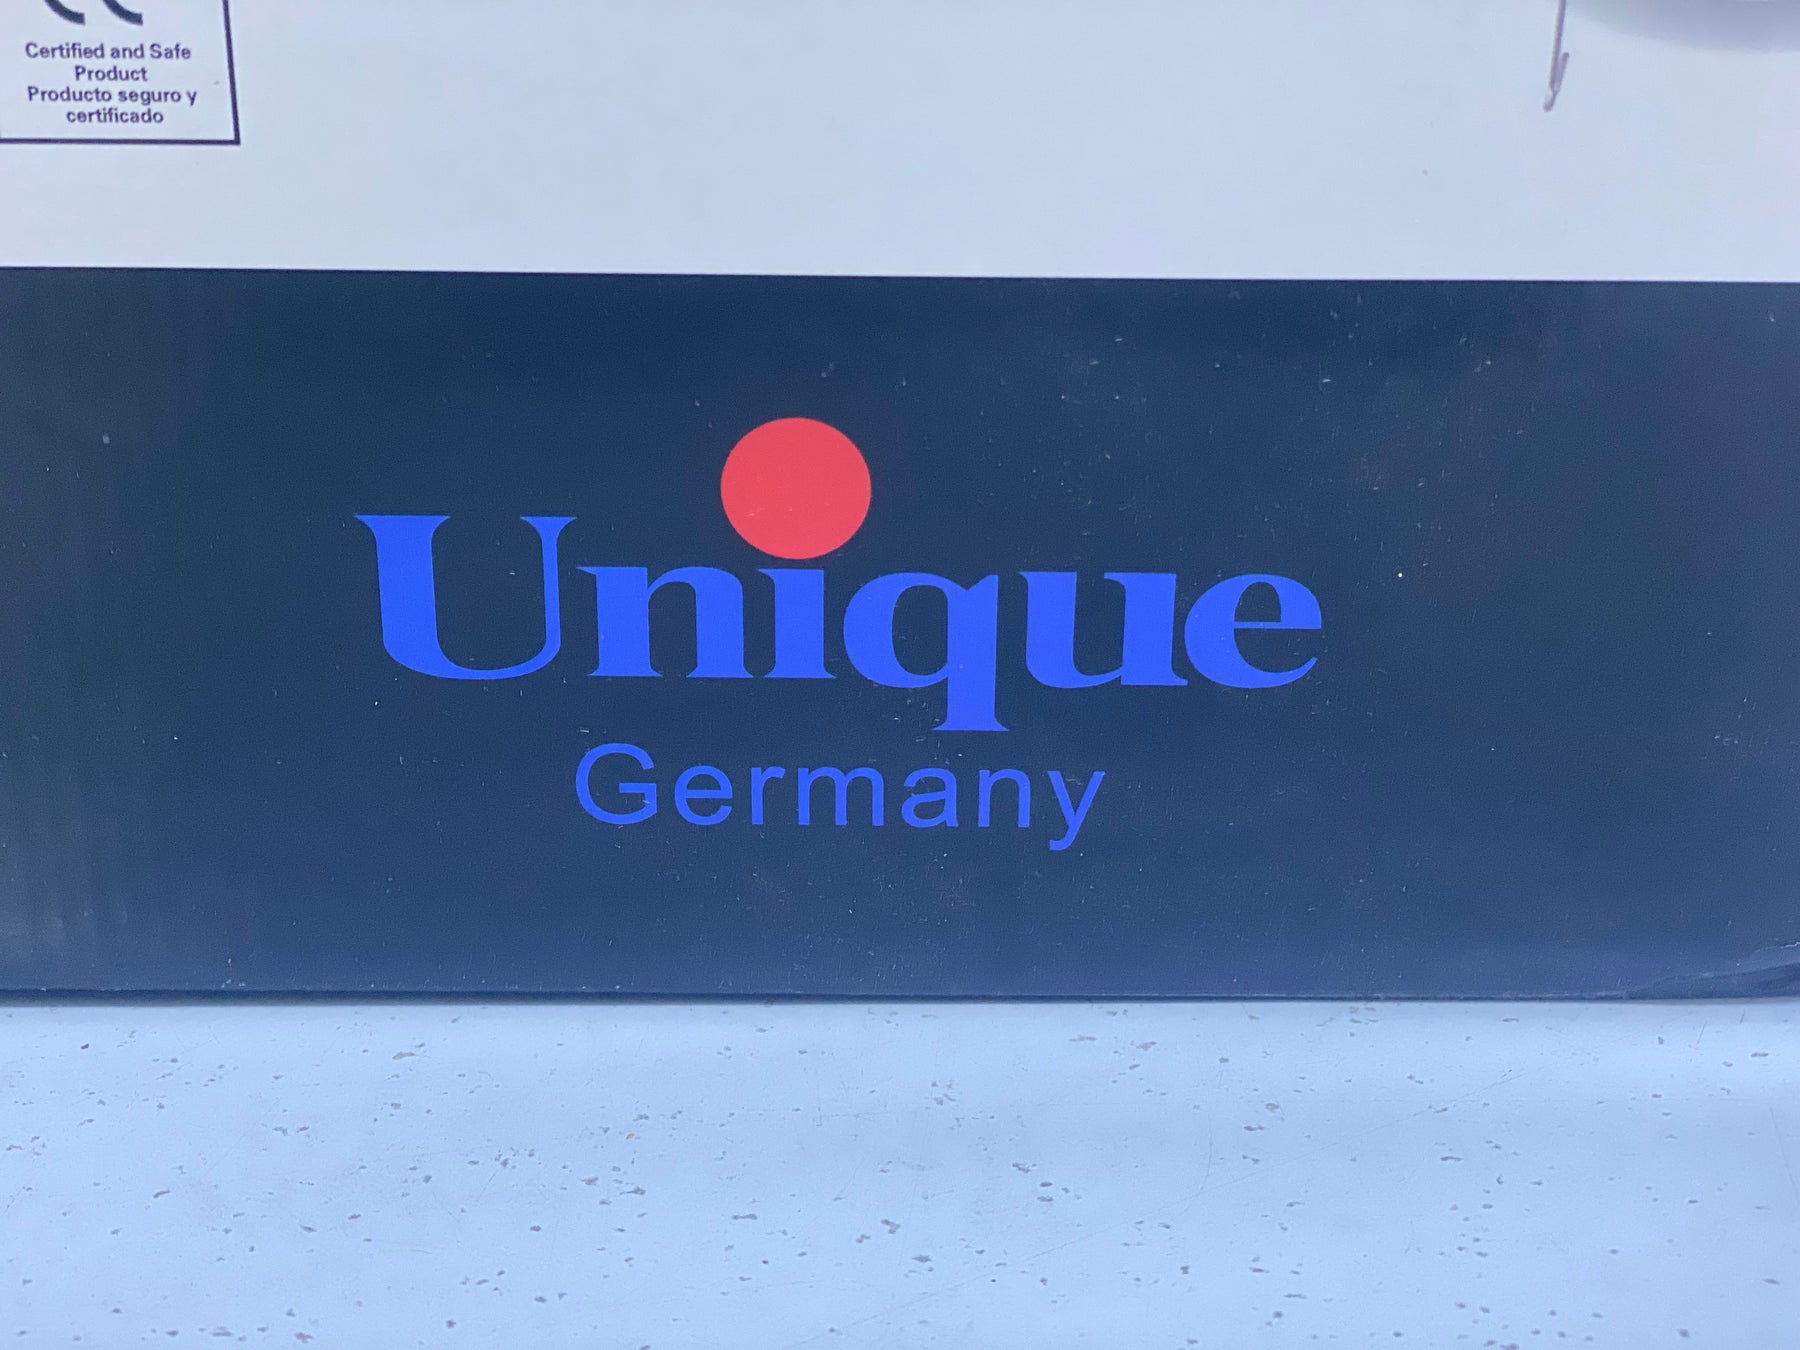 Certified and Safe
Product
Producto seguro y
certificado
Unique
Germany